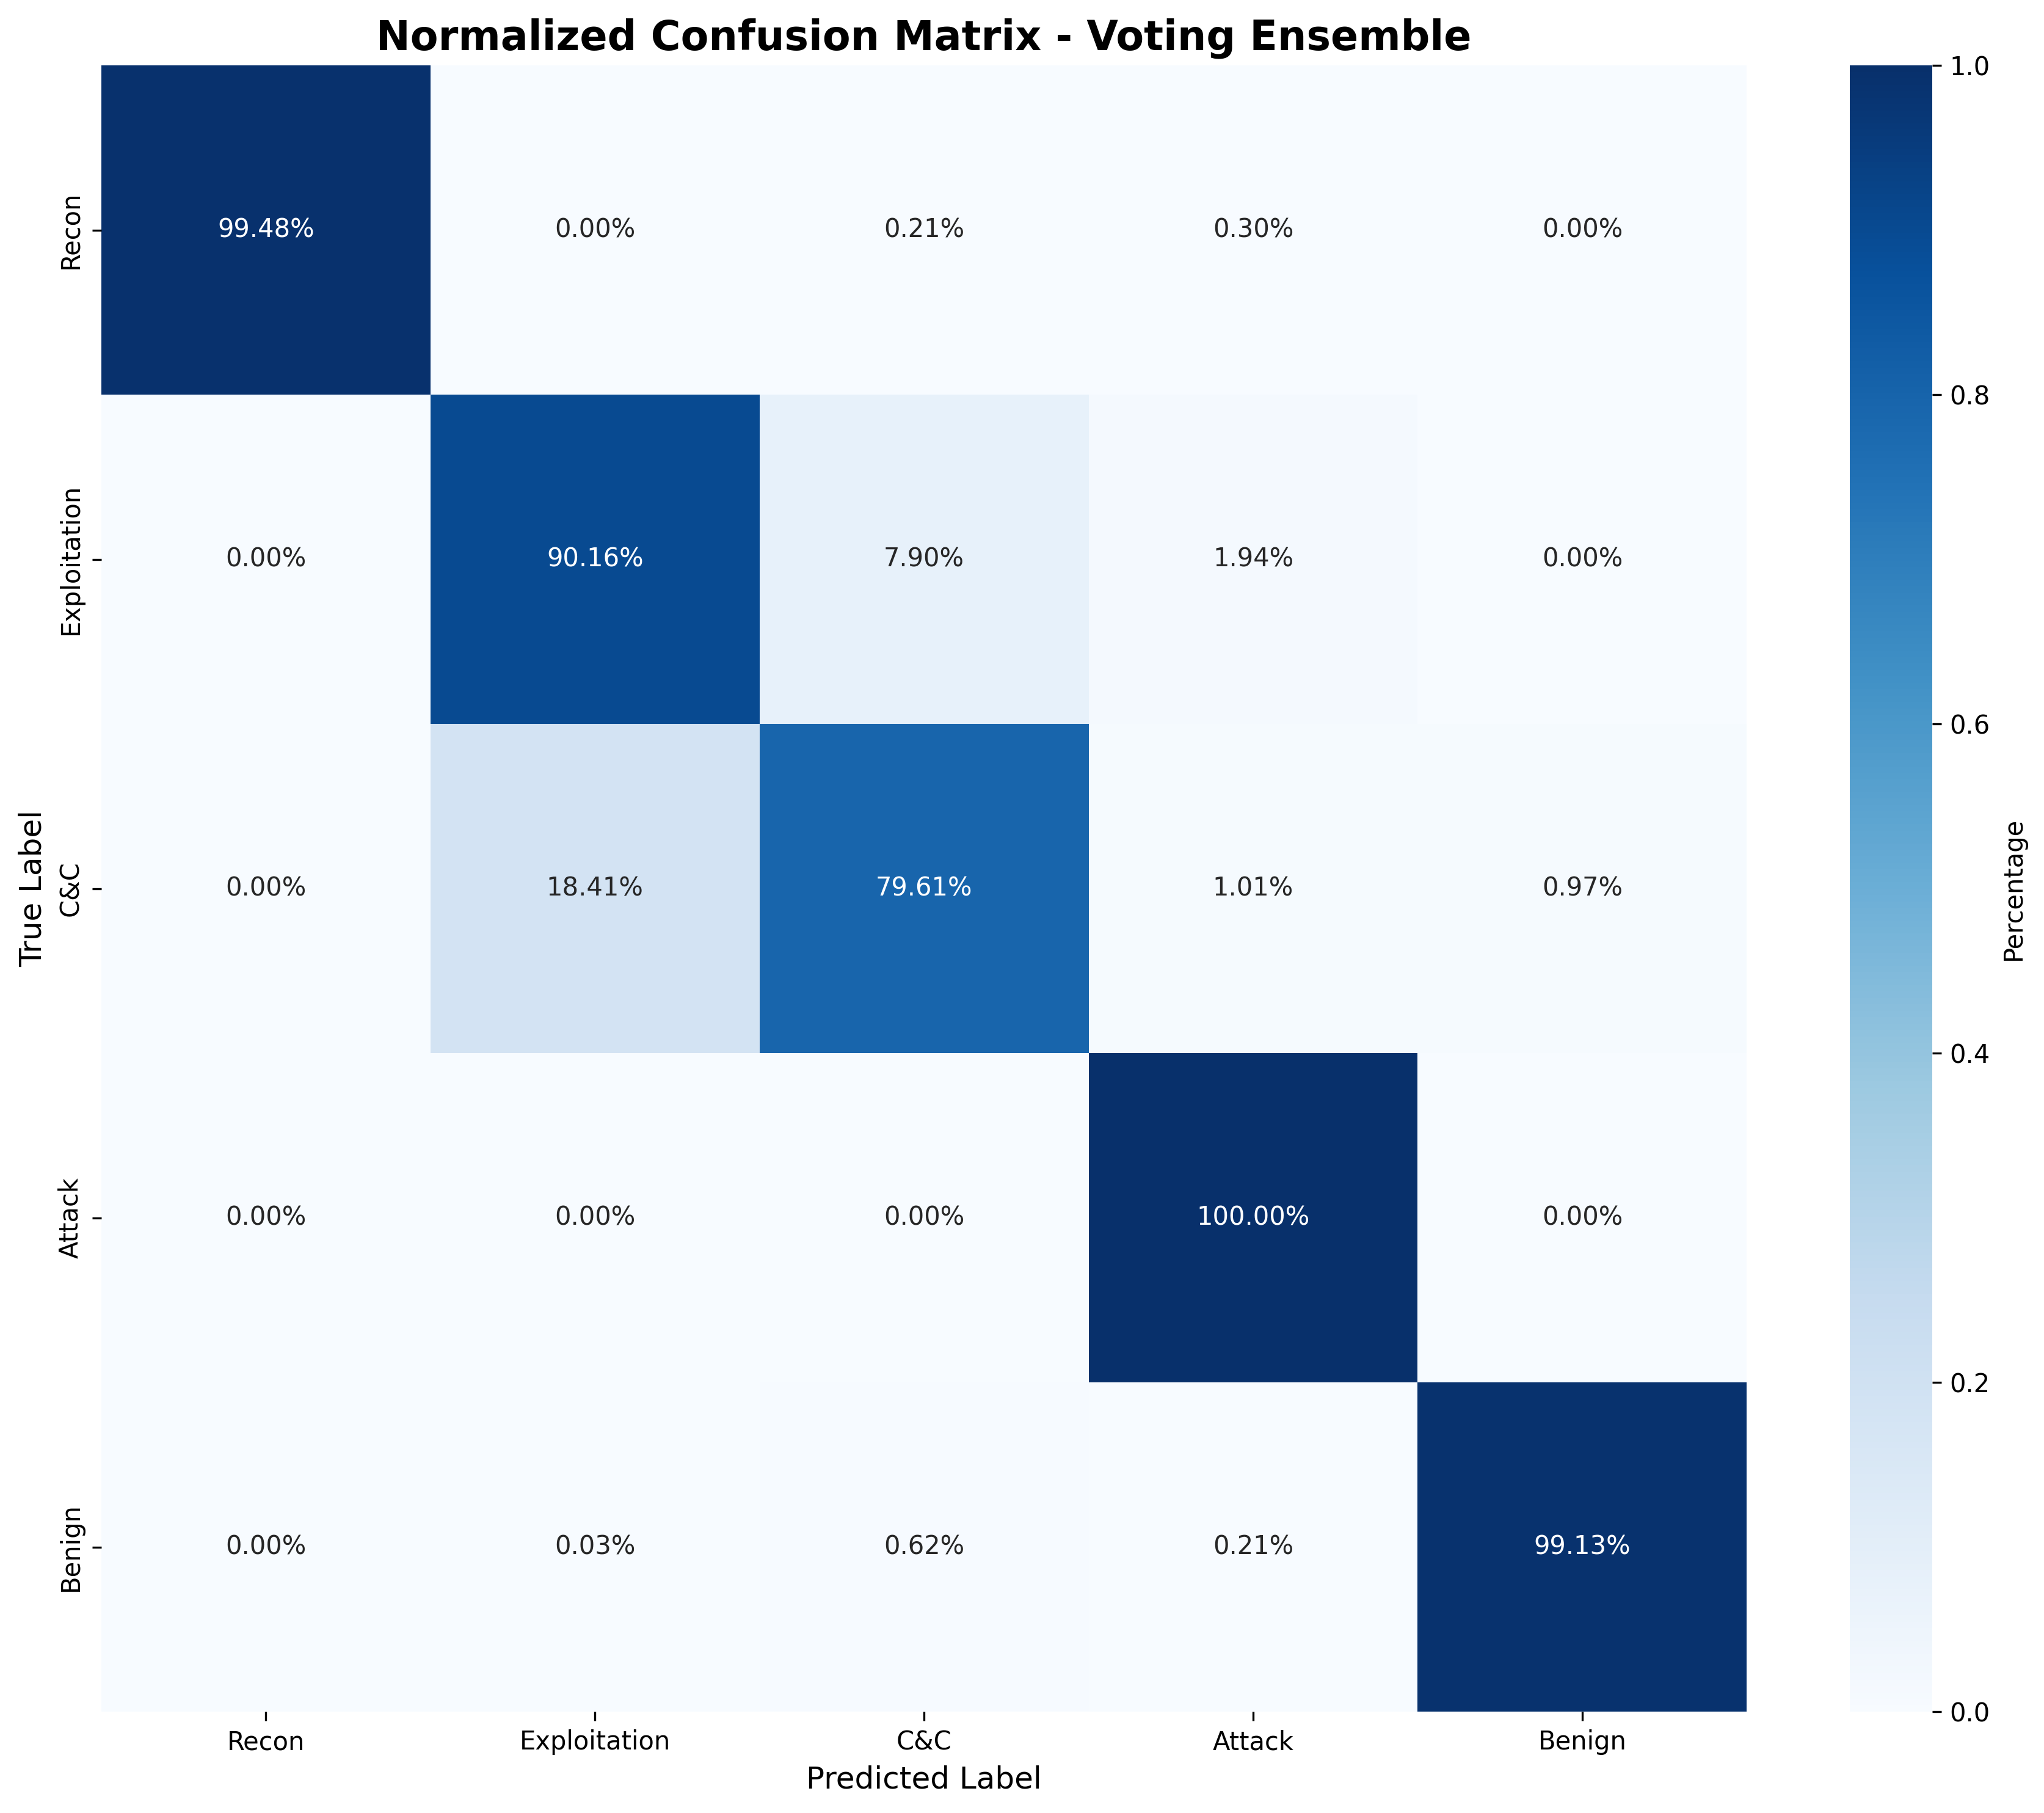 Normalized Confusion Matrix - Voting Ensemble
True Label
Recon
99.48% 0.00% 0.21% 0.30% 0.00%
Exploitation
0.00% 90.16% 7.90% 1.94% 0.00%
C&C
0.00% 18.41% 79.61% 1.01% 0.97%
Attack
0.00% 0.00% 0.00% 100.00% 0.00%
Benign
0.00% 0.03% 0.62% 0.21% 99.13%
Recon Exploitation C&C Attack Benign
Predicted Label
1.0
0.8
0.6
0.4
0.2
0.0
Percentage